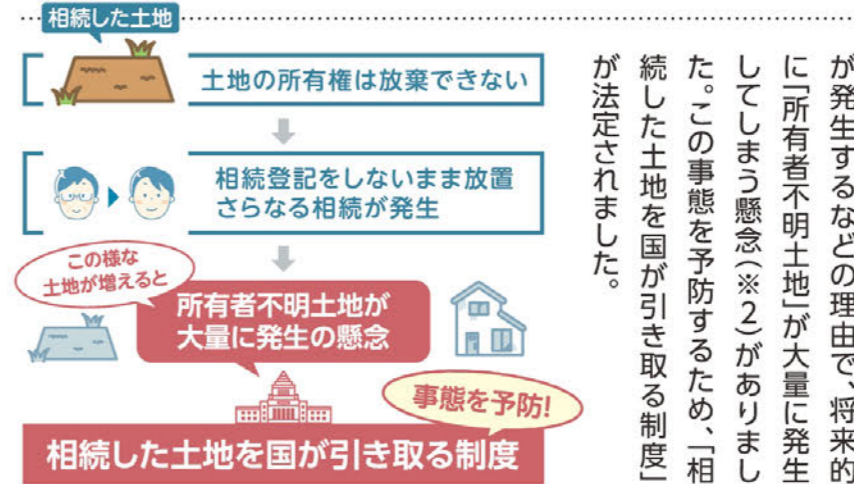 相続した土地
土地の所有権は放棄できない
相続登記をしないまま放置
さらなる相続が発生
この様な
土地が増えると
所有者不明土地が
大量に発生の懸念
事態を予防!
相続した土地を国が引き取る制度
が発生するなどの理由で、将来的
に「所有者不明土地」が大量に発生
してしまう懸念(※2)がありまし
た。この事態を予防するため、「相
続した土地を国が引き取る制度」
が法定されました。